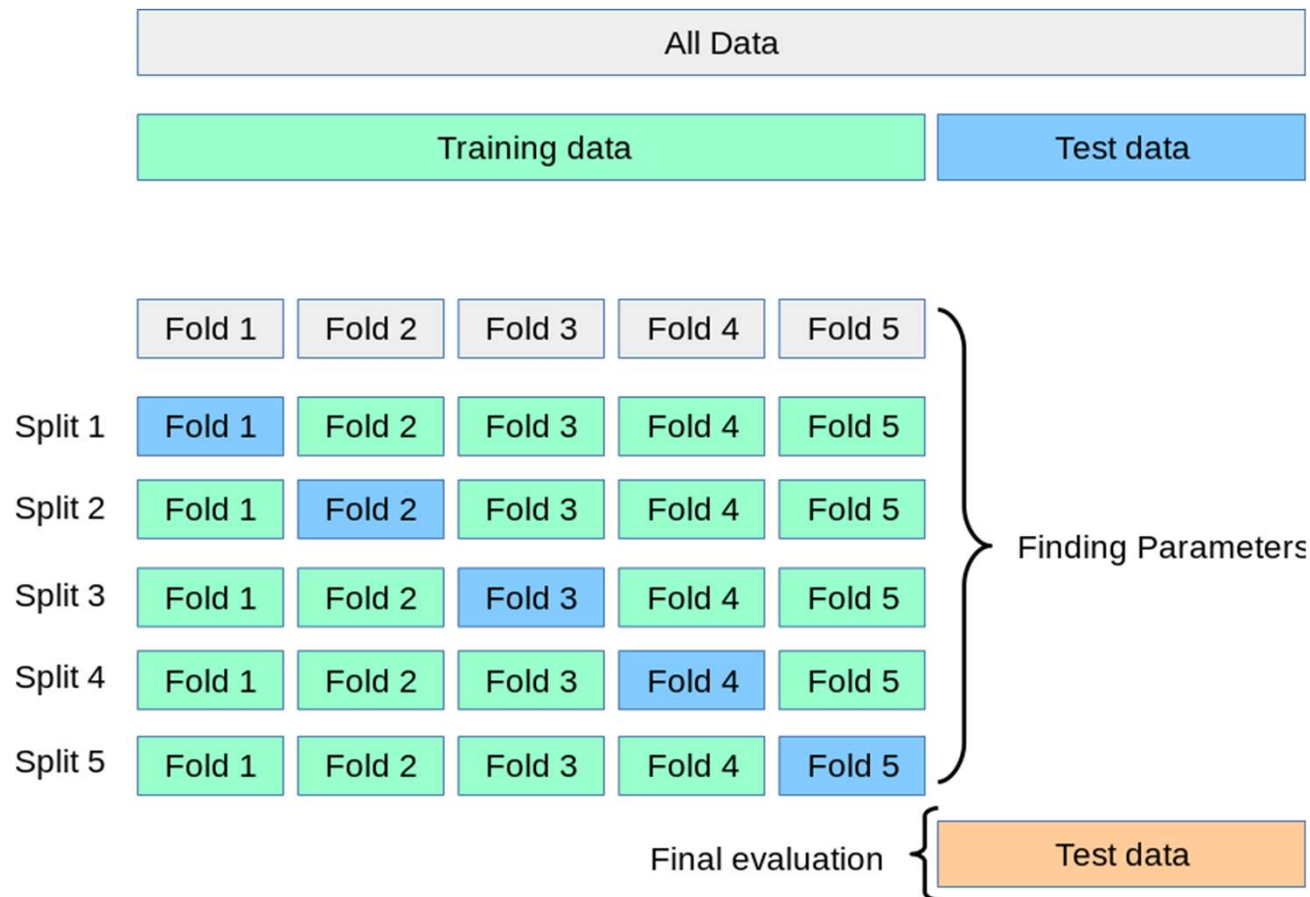 All Data
Training data Test data
Fold 1 Fold 2 Fold 3 Fold 4 Fold 5
Split 1 Fold 1 Fold 2 Fold 3 Fold 4 Fold 5
Split 2 Fold 1 Fold 2 Fold 3 Fold 4 Fold 5
Finding Parameters
Split 3 Fold 1 Fold 2 Fold 3 Fold 4 Fold 5
Split 4 Fold 1 Fold 2 Fold 3 Fold 4 Fold 5
Split 5 Fold 1 Fold 2 Fold 3 Fold 4 Fold 5
Final evaluation Test data